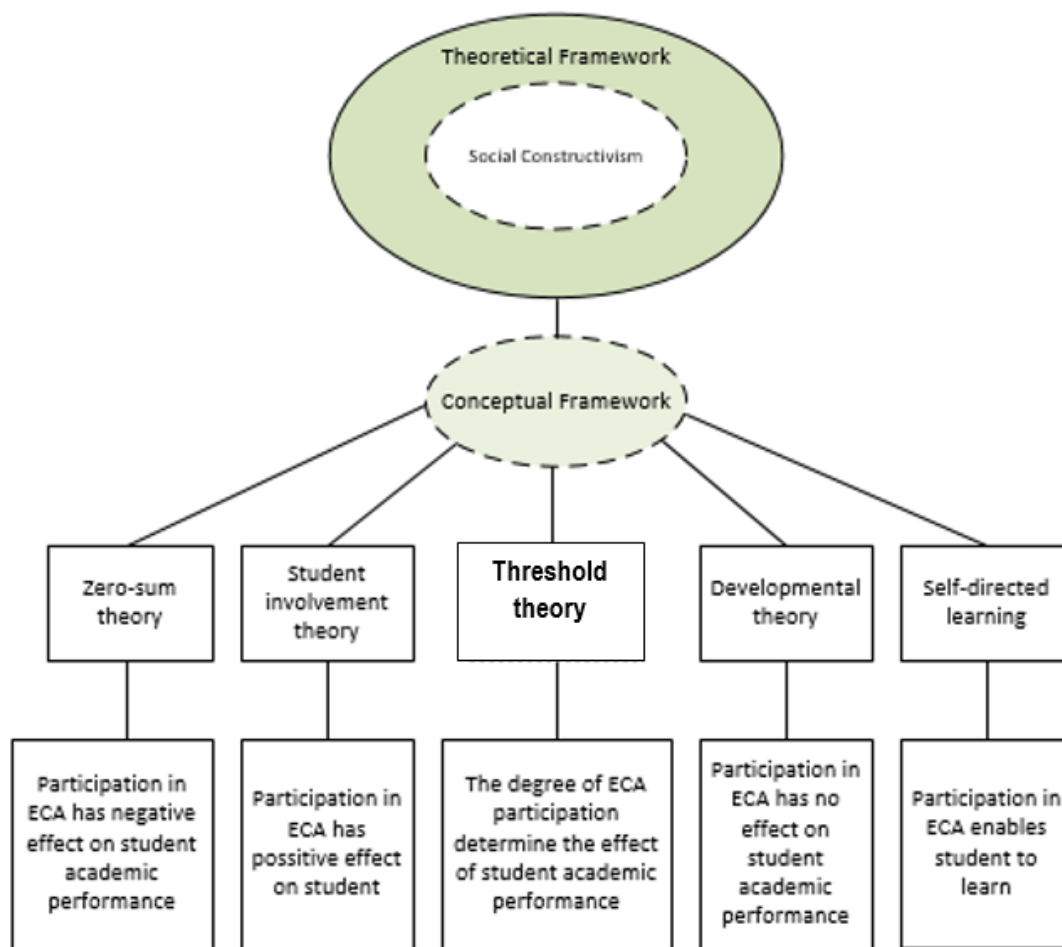 Theoretical Framework
Social Constructivism
Conceptual Framework
Zero-sum
theory
Student
involvement
theory
Threshold
theory
Developmental
theory
Self-directed
learning
Participation in
ECA has negative
effect on student
academic
performance
Participation in
ECA has
possitive effect
on student
The degree of ECA
participation
determine the effect
of student academic
performance
Participation in
ECA has no
effect on
student
academic
performance
Participation in
ECA enables
student to
learn